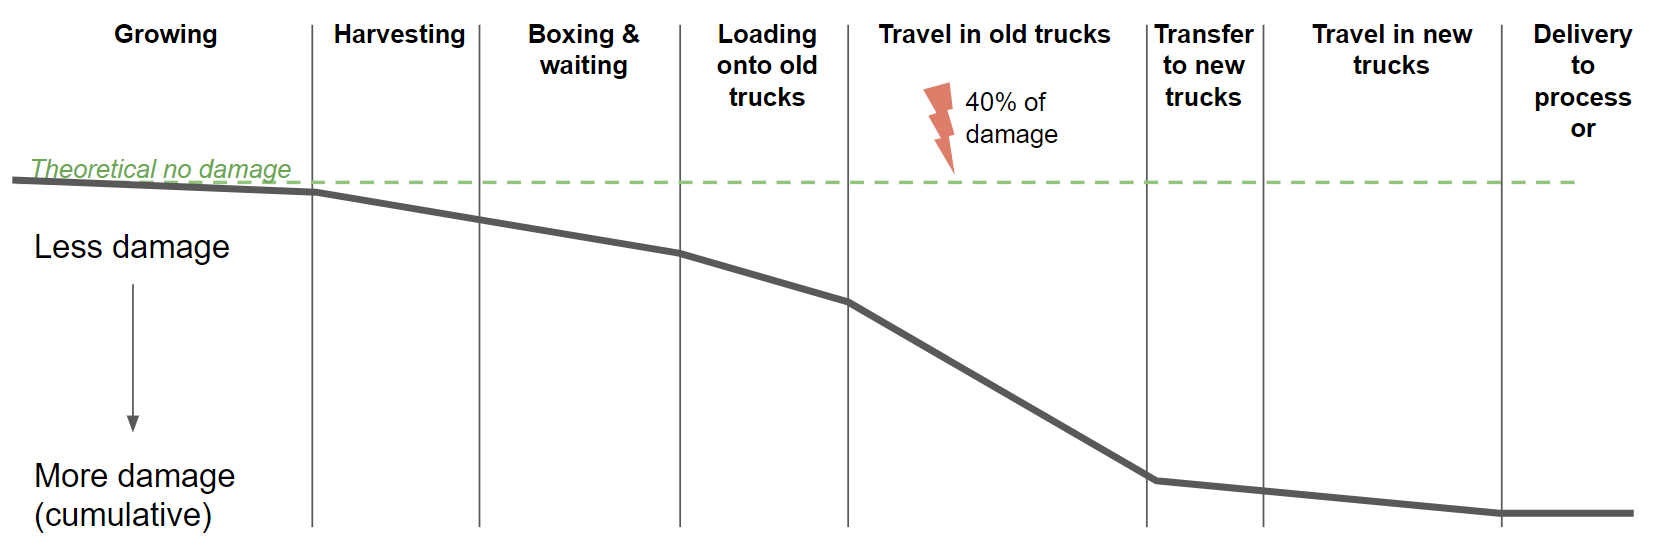 Growing
Harvesting
Boxing &
waiting
Loading
onto old
trucks
Travel in old trucks
Transfer
to new
trucks
Travel in new
trucks
Delivery
to
process
or
40% of
damage
Theoretical no damage
Less damage
More damage
(cumulative)